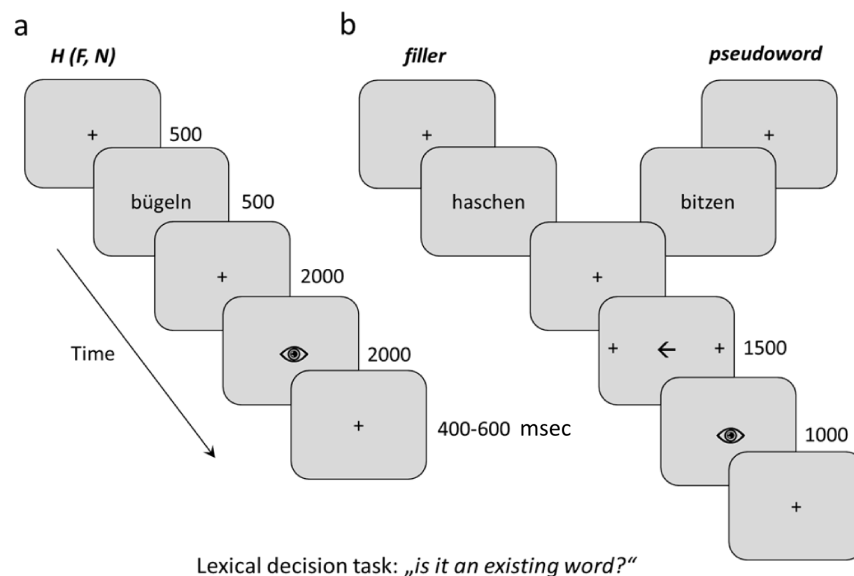 a
H (F, N)
+
500
bügeln
500
+
2000
2000
+
400-600 msec
Time
b
filler
pseudoword
+
+
haschen
bitzen
+
+ ← +
1500
1000
+
Lexical decision task: „is it an existing word?“